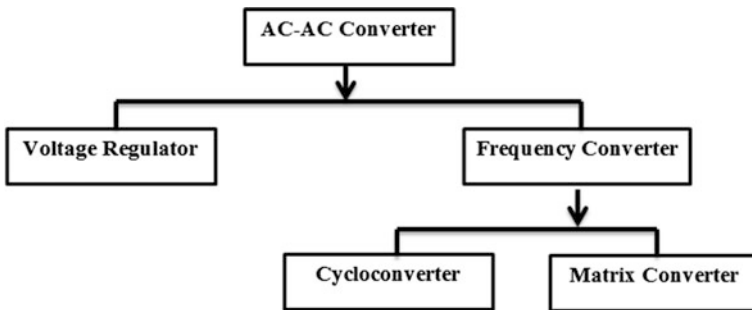 AC-AC Converter
Voltage Regulator
Frequency Converter
Cycloconverter
Matrix Converter